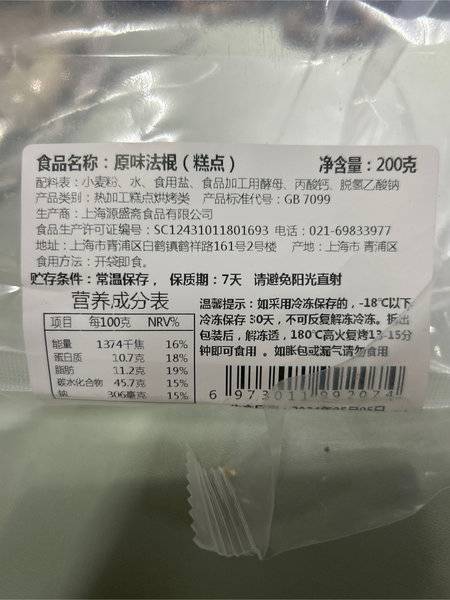 食品名称：原味法棍（糕点） 净含量：200克
配料表：小麦粉、水、食用盐、食品加工用酵母、丙酸钙、脱氢乙酸钠
产品类别：热加工糕点烘烤类 产品标准代号：GB 7099
生产商：上海源盛斋食品有限公司
食品生产许可证编号：SC12431011801693 电话：021-69833977
地址：上海市青浦区白鹤镇鹤祥路161号2号楼 产地：上海市 青浦区
食用方法：开袋即食。
贮存条件：常温保存， 保质期：7天 请避免阳光直射
营养成分表
项目 每100克 NRV%
能量 1374千焦 16%
蛋白质 10.7克 18%
脂肪 11.2克 19%
碳水化合物 45.7克 15%
钠 306毫克 15%
温馨提示：如采用冷冻保存的，-18℃以下
冷冻保存30天，不可反复解冻冷冻。拆出
包装后，解冻透，180℃高火复烤13-15分
钟即可食用 。如胀包或漏气请勿食用
6 973011 892974